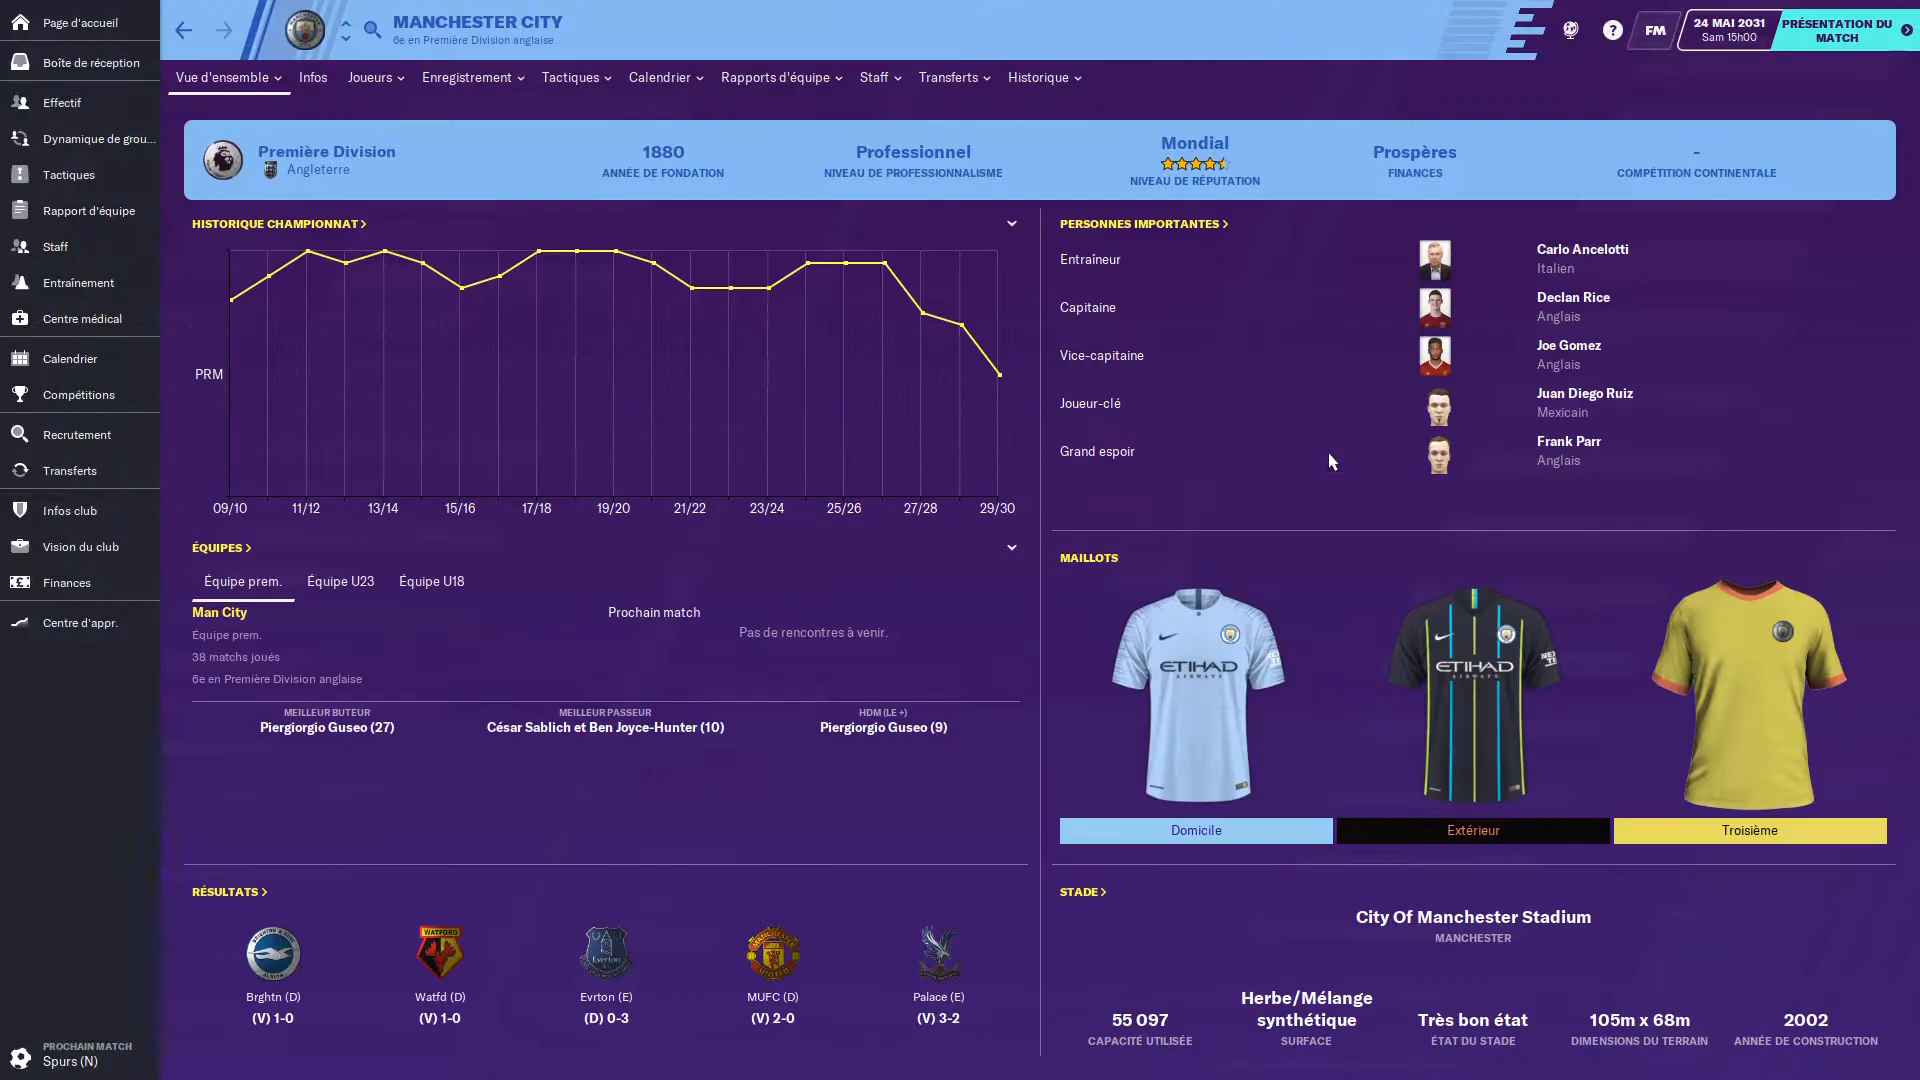 Page d'accueil
Boîte de réception
Effectif
Dynamique de grou...
Tactiques
Rapport d'équipe
Staff
Entraînement
Centre médical
Calendrier
Compétitions
Recrutement
Transferts
Infos club
Vision du club
Finances
Centre d'appr.
PROCHAIN MATCH
Spurs (N)
MANCHESTER CITY
6e en Première Division anglaise
FM
24 MAI 2031
Sam 15h00
PRÉSENTATION DU
MATCH
Vue d'ensemble Infos Joueurs Enregistrement Tactiques Calendrier Rapports d'équipe Staff Transferts Historique
Première Division
Angleterre
1880
ANNÉE DE FONDATION
Professionnel
NIVEAU DE PROFESSIONNALISME
Mondial
NIVEAU DE RÉPUTATION
Prospères
FINANCES
-
COMPÉTITION CONTINENTALE
HISTORIQUE CHAMPIONNAT >
PRM
09/10 11/12 13/14 15/16 17/18 19/20 21/22 23/24 25/26 27/28 29/30
ÉQUIPES >
Équipe prem. Équipe U23 Équipe U18
Man City
Équipe prem.
38 matchs joués
6e en Première Division anglaise
Prochain match
Pas de rencontres à venir.
MEILLEUR BUTEUR
Piergiorgio Guseo (27)
MEILLEUR PASSEUR
César Sablich et Ben Joyce-Hunter (10)
HDM (LE +)
Piergiorgio Guseo (9)
RÉSULTATS >
WATFORD
Everton
Brghtn (D)
(V) 1-0
Watfd (D)
(V) 1-0
Evrton (E)
(D) 0-3
MUFC (D)
(V) 2-0
Palace (E)
(V) 3-2
PERSONNES IMPORTANTES >
Entraîneur
Carlo Ancelotti
Italien
Capitaine
Declan Rice
Anglais
Vice-capitaine
Joe Gomez
Anglais
Joueur-clé
Juan Diego Ruiz
Mexicain
Grand espoir
Frank Parr
Anglais
MAILLOTS
ETIHAD
AIRWAYS
ETIHAD
AIRWAYS
Domicile
Extérieur
Troisième
STADE >
City Of Manchester Stadium
MANCHESTER
55 097
CAPACITÉ UTILISÉE
Herbe/Mélange
synthétique
SURFACE
Très bon état
ÉTAT DU STADE
105m x 68m
DIMENSIONS DU TERRAIN
2002
ANNÉE DE CONSTRUCTION